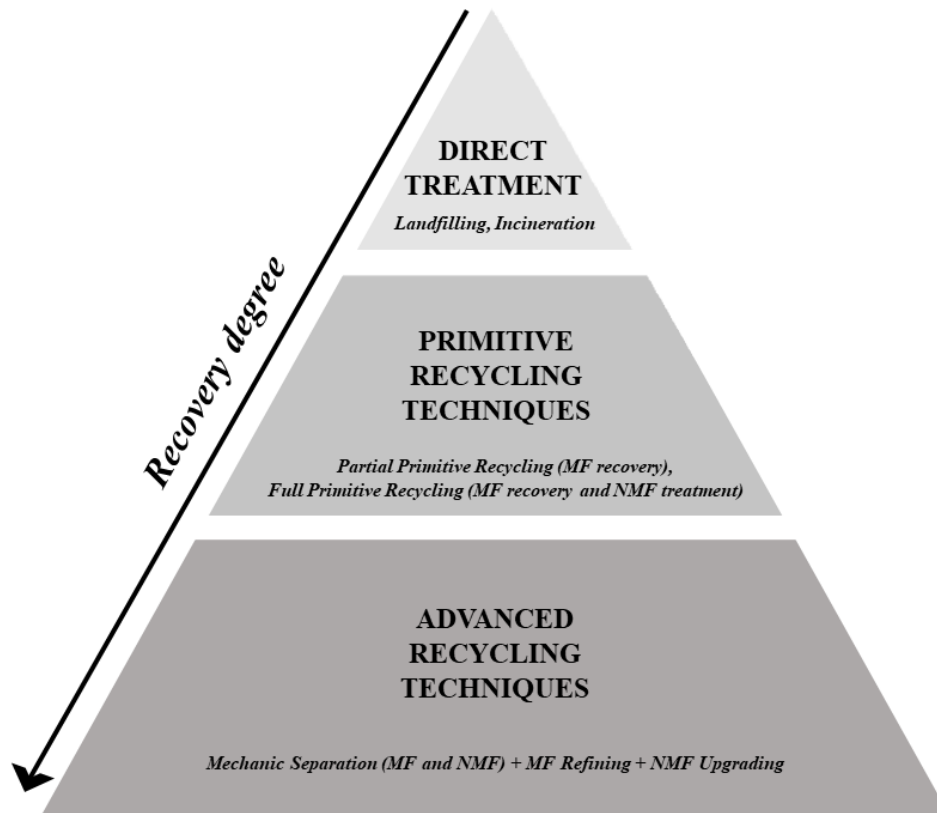 Recovery degree
DIRECT
TREATMENT
Landfilling, Incineration
PRIMITIVE
RECYCLING
TECHNIQUES
Partial Primitive Recycling (MF recovery),
Full Primitive Recycling (MF recovery and NMF treatment)
ADVANCED
RECYCLING
TECHNIQUES
Mechanic Separation (MF and NMF) + MF Refining + NMF Upgrading